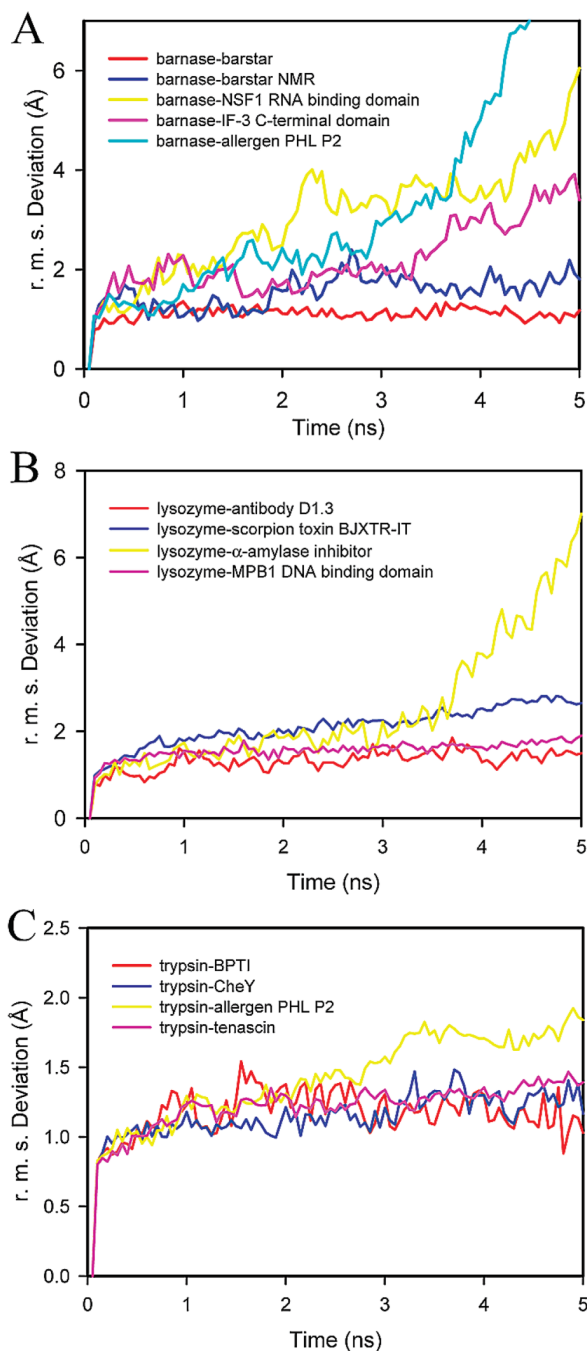 A
r. m. s. Deviation (Å)
6
4
2
0
barnase-barstar
barnase-barstar NMR
barnase-NSF1 RNA binding domain
barnase-IF-3 C-terminal domain
barnase-allergen PHL P2
0 1 2 3 4 5
Time (ns)
B
r. m. s. Deviation (Å)
8
6
4
2
0
lysozyme-antibody D1.3
lysozyme-scorpion toxin BJXTR-IT
lysozyme-α-amylase inhibitor
lysozyme-MPB1 DNA binding domain
0 1 2 3 4 5
Time (ns)
C
r. m. s. Deviation (Å)
2.5
2.0
1.5
1.0
0.5
0.0
trypsin-BPTI
trypsin-CheY
trypsin-allergen PHL P2
trypsin-tenascin
0 1 2 3 4 5
Time (ns)